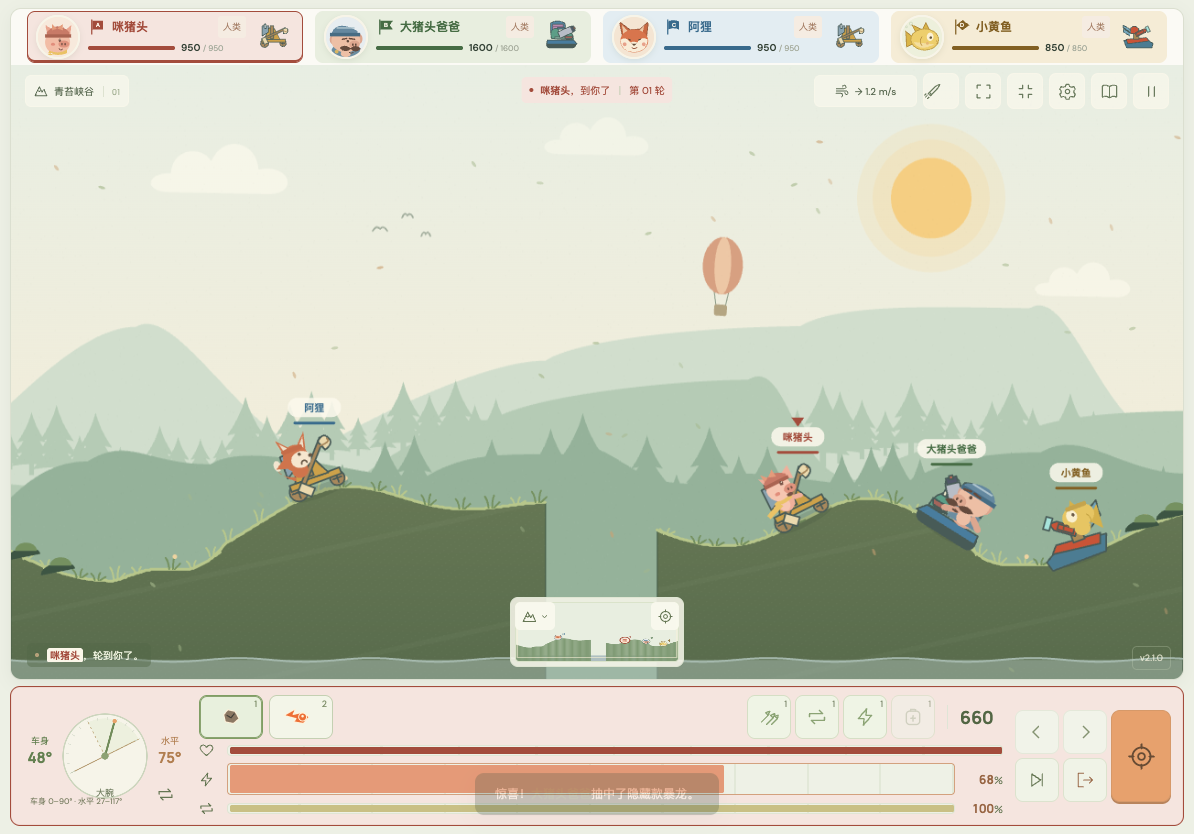 咪猪头 人类
950 / 950
大猪头爸爸 人类
1600 / 1600
阿狸 人类
950 / 950
小黄鱼 人类
850 / 850
青苔峡谷 01
咪猪头，到你了 第 01 轮
→ 1.2 m/s
阿狸
咪猪头
大猪头爸爸
小黄鱼
咪猪头，轮到你了。
v2.1.0
车身
48°
水平
75°
大腕
车身 0–90° · 水平 27–117°
1
2
1
1
1
1
660
68%
惊喜！
抽中了隐藏款暴龙。
100%